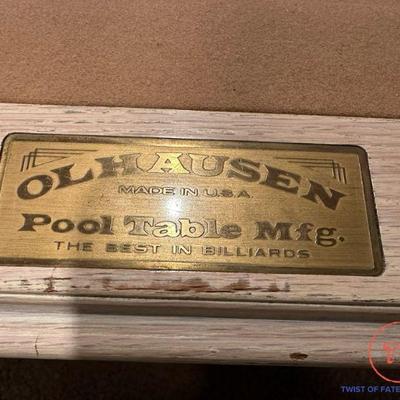 OLHAUSEN
MADE IN U.S.A.
Pool Table Mfg.
THE BEST IN BILLIARDS
TWIST OF FATE